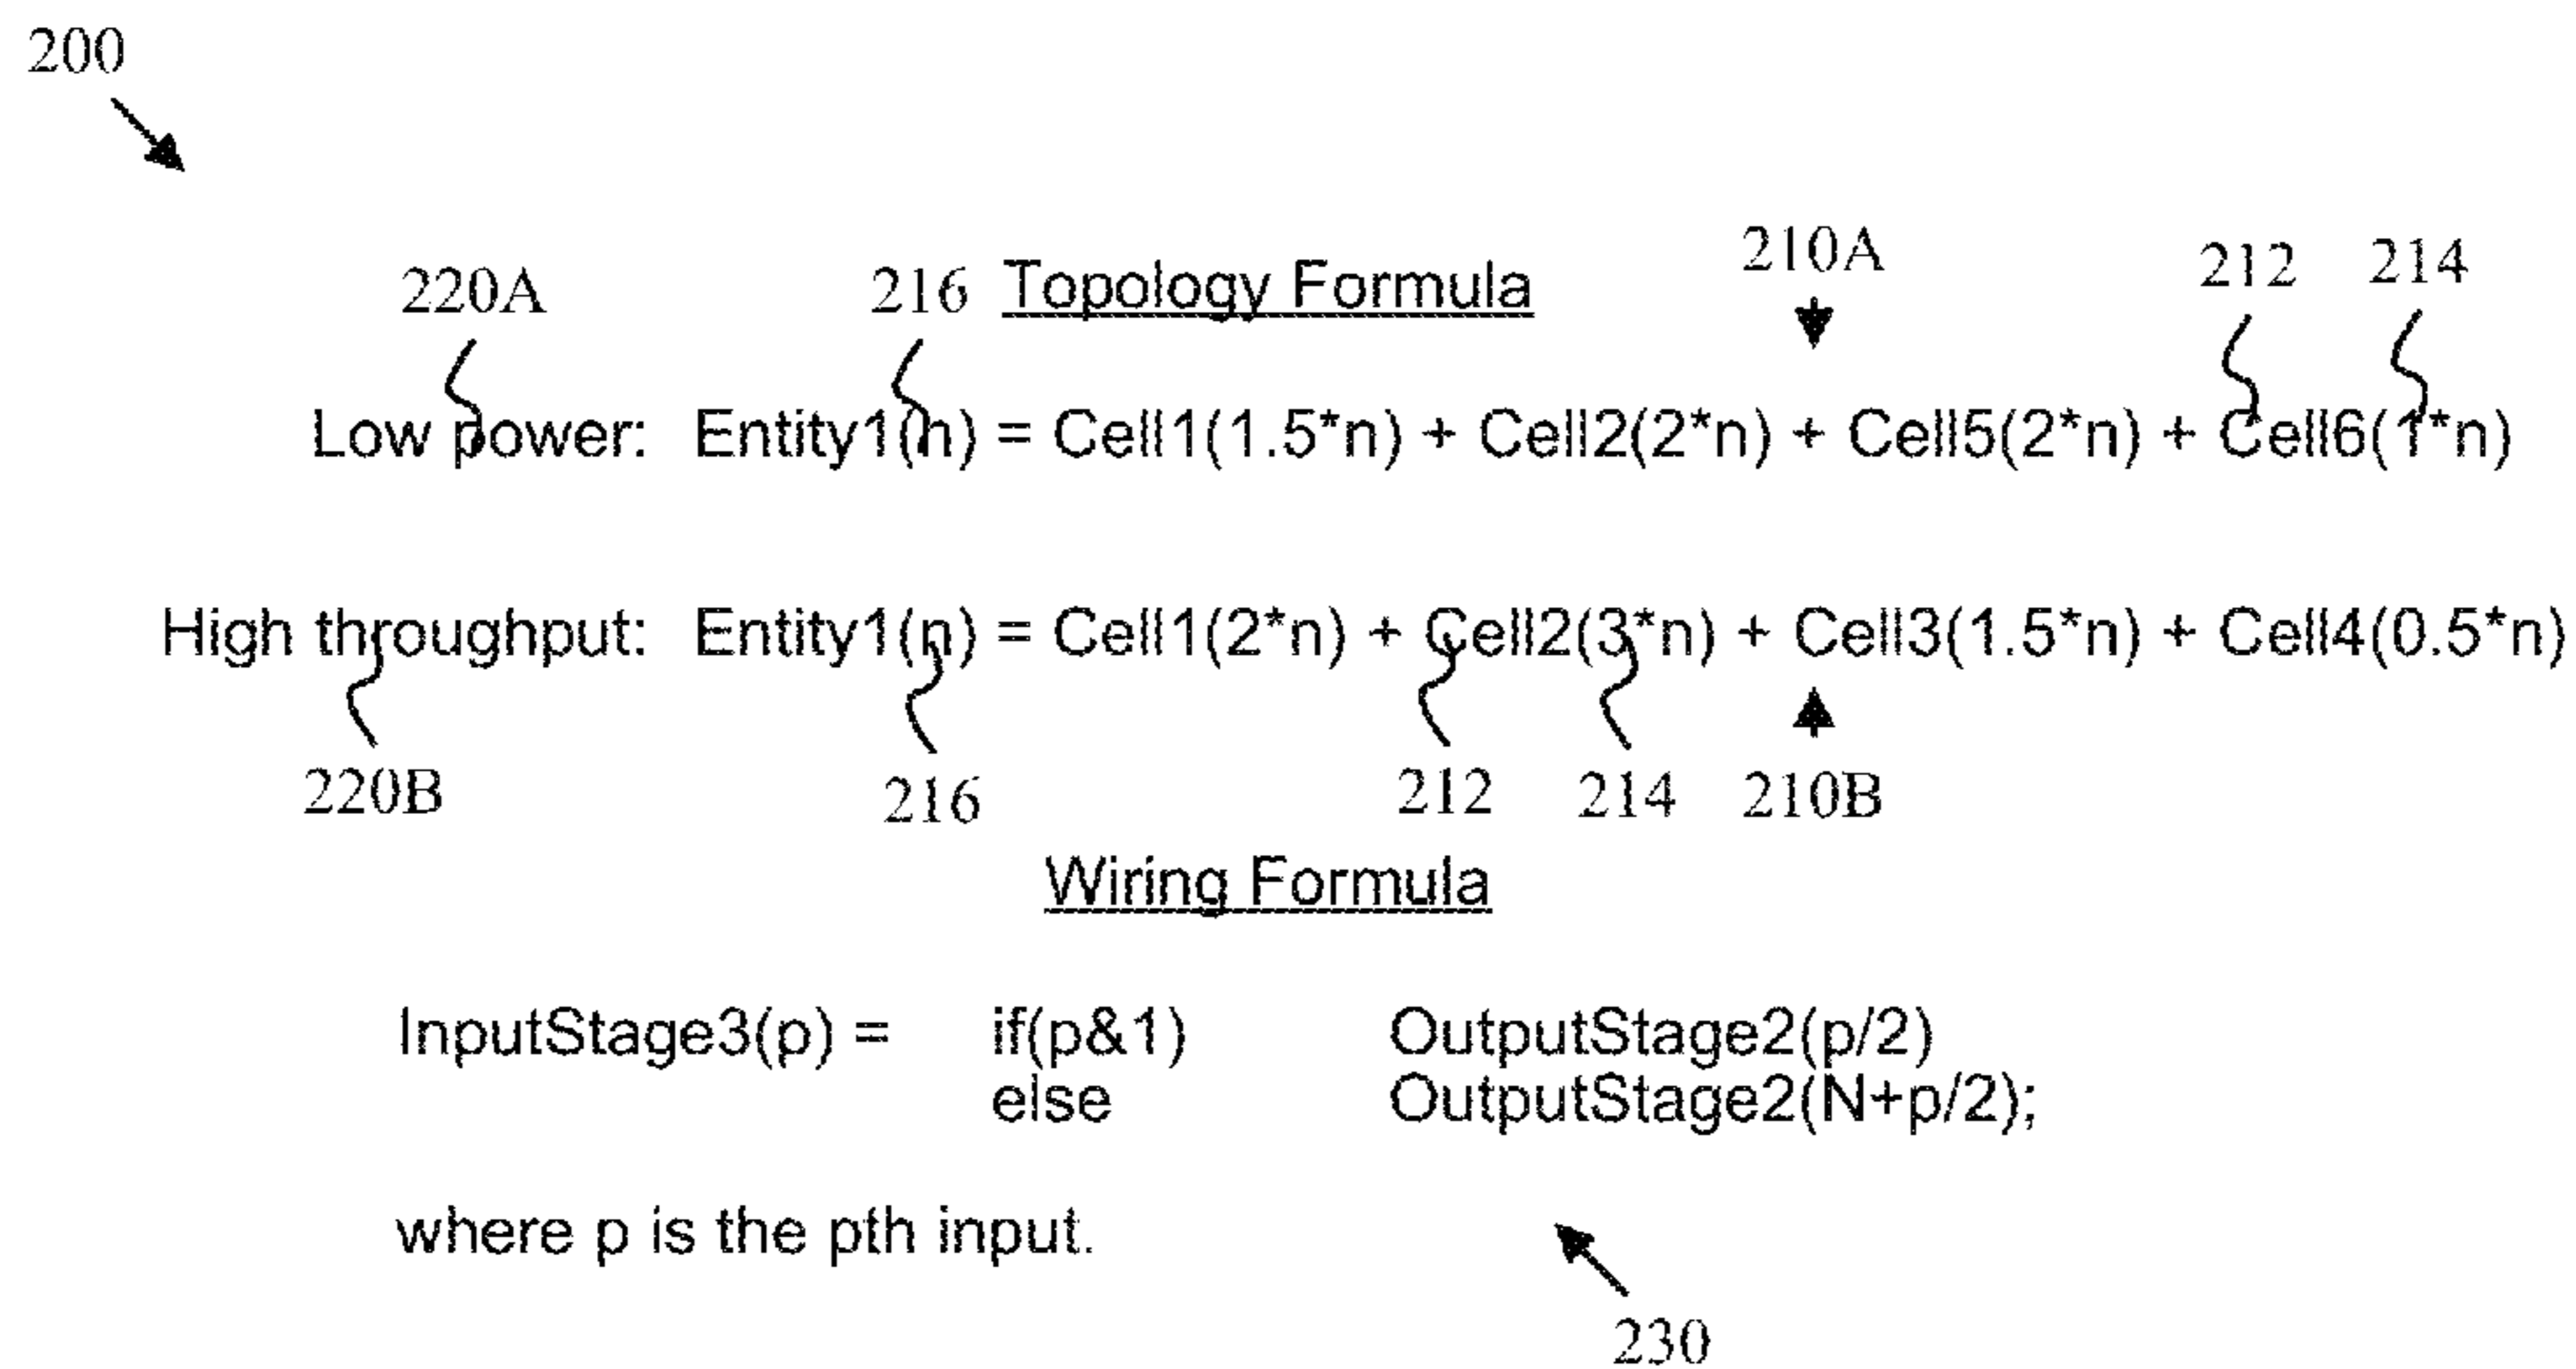 200
220A 216 Topology Formula 210A 212 214
Low power: Entity1(n) = Cell1(1.5*n) + Cell2(2*n) + Cell5(2*n) + Cell6(1*n)
High throughput: Entity1(n) = Cell1(2*n) + Cell2(3*n) + Cell3(1.5*n) + Cell4(0.5*n)
220B 216 212 214 210B
Wiring Formula
InputStage3(p) = if(p&1) OutputStage2(p/2)
else OutputStage2(N+p/2);
where p is the pth input.
230